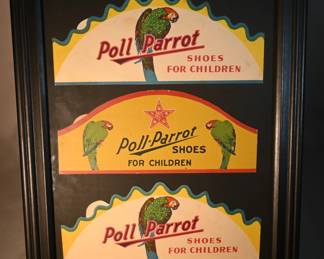 Poll Parrot
SHOES
FOR CHILDREN
Poll-Parrot
SHOES
FOR CHILDREN
Poll Parrot
SHOES
FOR CHILDREN